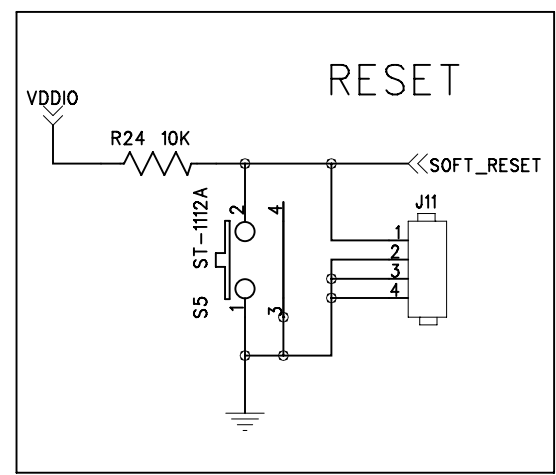 RESET
VDDIO
R24 10K
SOFT_RESET
J11
1
2
3
4
ST-1112A
S5
2
1
4
3